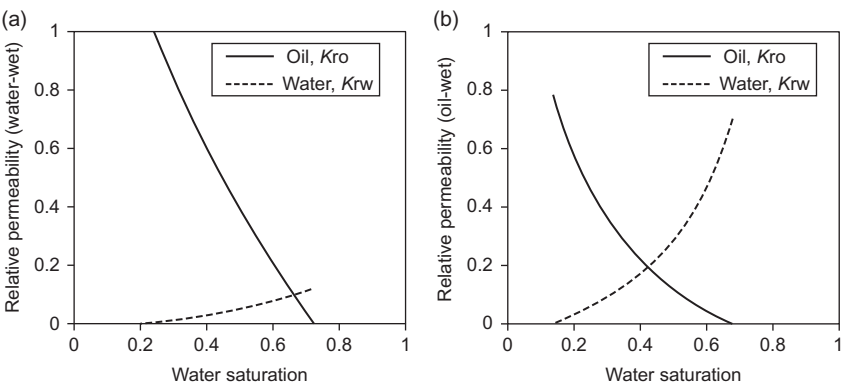 (a)
1
0.8
0.6
0.4
0.2
0
Relative permeability (water-wet)
Oil, Kro
Water, Krw
0 0.2 0.4 0.6 0.8 1
Water saturation
(b)
1
0.8
0.6
0.4
0.2
0
Relative permeability (oil-wet)
Oil, Kro
Water, Krw
0 0.2 0.4 0.6 0.8 1
Water saturation